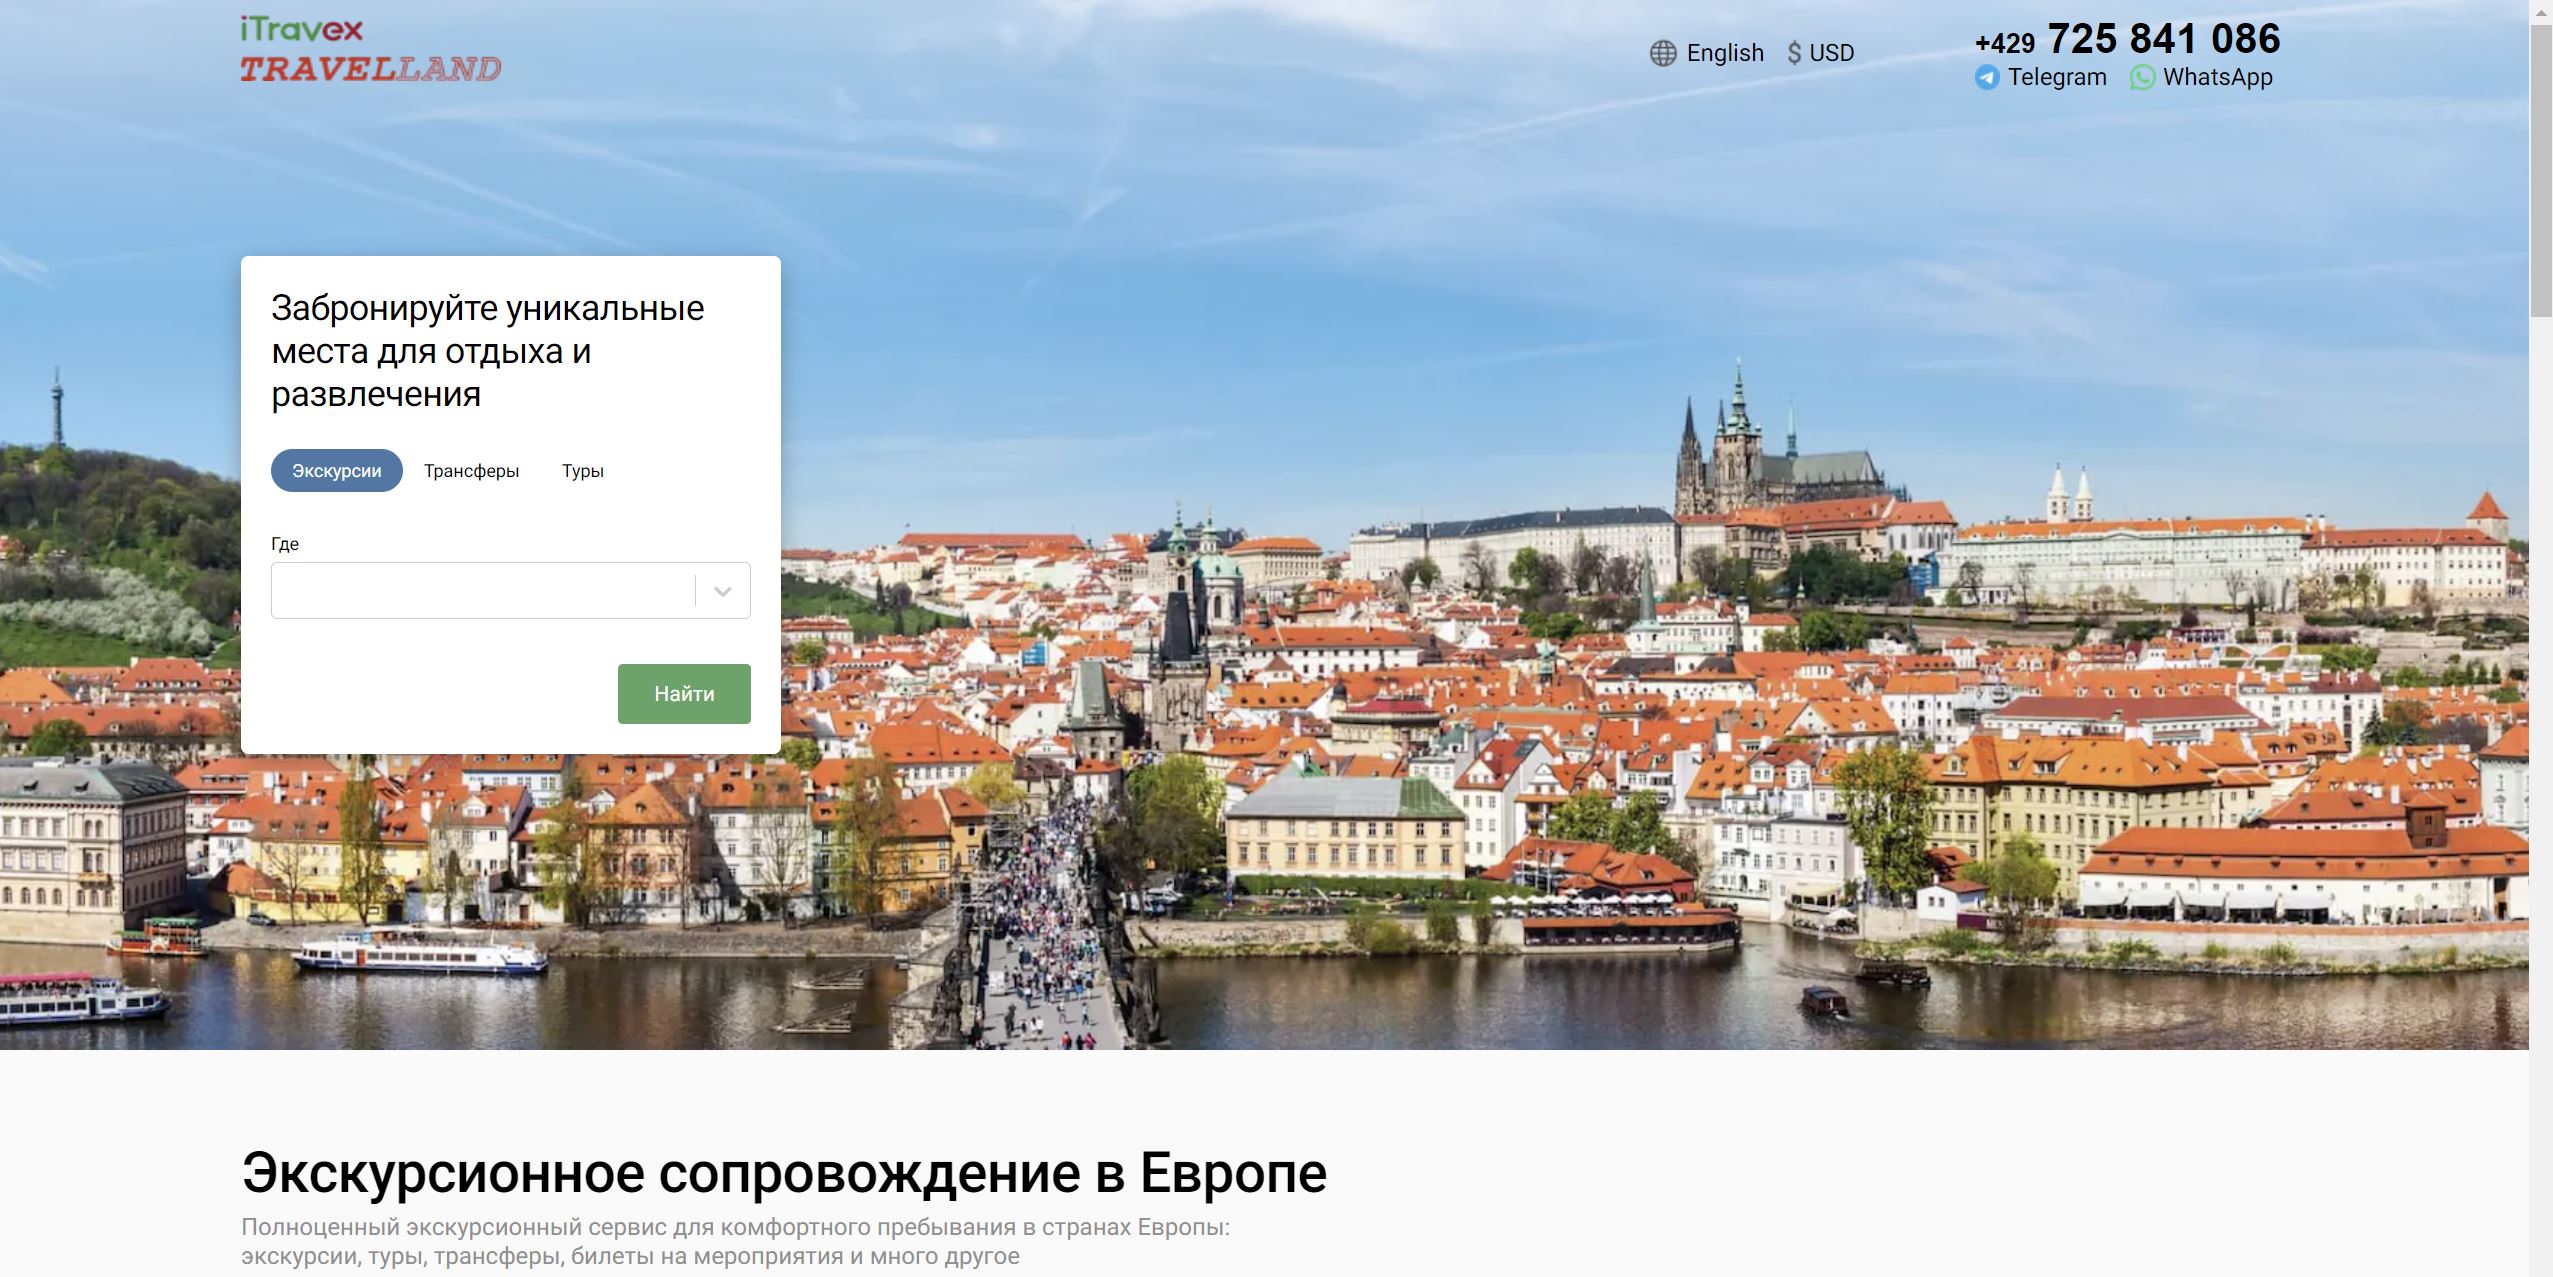 iTravex
TRAVELLAND
English $ USD
+429 725 841 086
Telegram WhatsApp
Забронируйте уникальные
места для отдыха и
развлечения
Экскурсии Трансферы Туры
Где
Найти
Экскурсионное сопровождение в Европе
Полноценный экскурсионный сервис для комфортного пребывания в странах Европы:
экскурсии, туры, трансферы, билеты на мероприятия и много другое